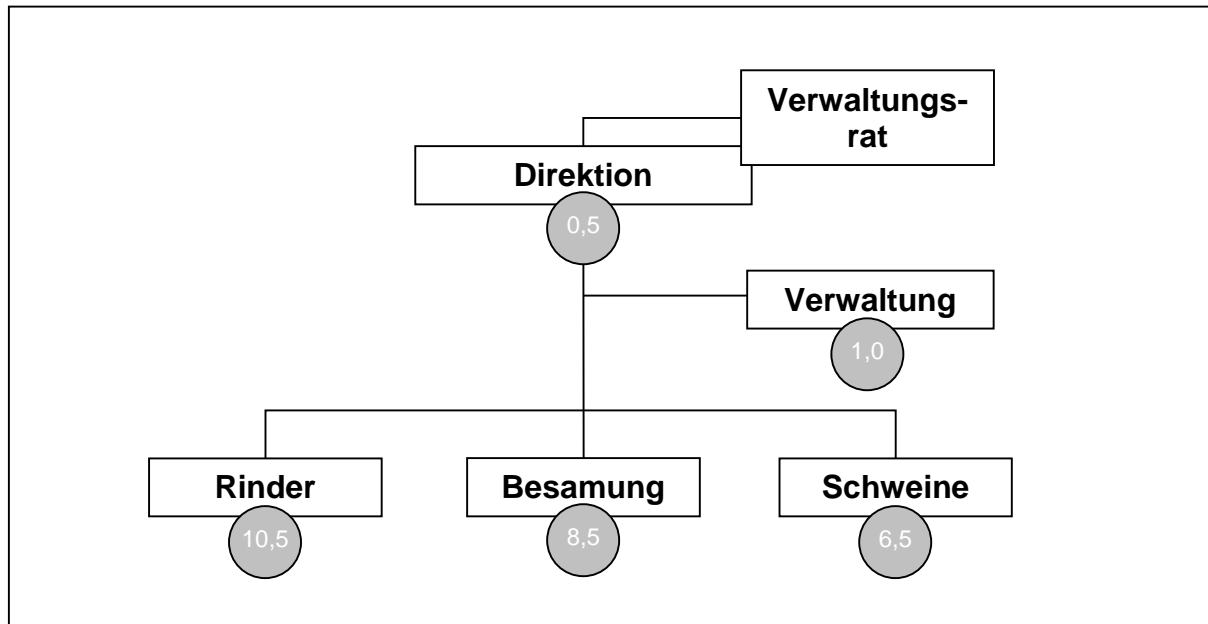 Verwaltungs-
rat
Direktion
0,5
Verwaltung
1,0
Rinder
Besamung
Schweine
10,5
8,5
6,5